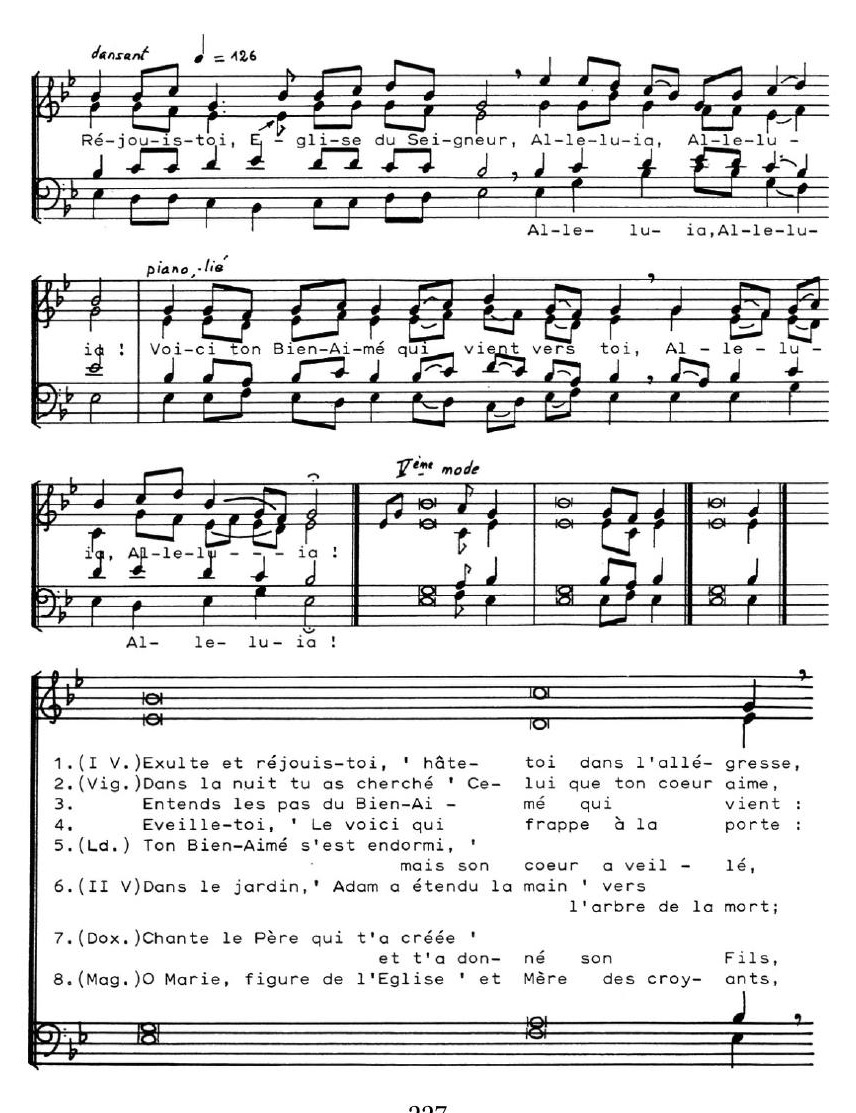 dansant ♩ = 126
Ré-jou-is-toi, E - gli-se du Sei-gneur, Al-le-lu-ia, Al-le-lu -
Al-le- lu- ia,Al-le-lu-
piano, lié
ia ! Voi-ci ton Bien-Ai-mé qui vient vers toi, Al - le - lu -
Vème mode
ia, Al-le-lu - - - ia !
Al- le- lu- ia !
1.(I V.)Exulte et réjouis-toi, ' hâte- toi dans l'allé- gresse,
2.(Vig.)Dans la nuit tu as cherché ' Ce- lui que ton coeur aime,
3. Entends les pas du Bien-Ai - mé qui vient :
4. Eveille-toi, ' Le voici qui frappe à la porte :
5.(Ld.) Ton Bien-Aimé s'est endormi, '
mais son coeur a veil - lé,
6.(II V)Dans le jardin,' Adam a étendu la main ' vers
l'arbre de la mort;
7.(Dox.)Chante le Père qui t'a créée '
et t'a don- né son Fils,
8.(Mag.)O Marie, figure de l'Eglise ' et Mère des croy- ants,
227